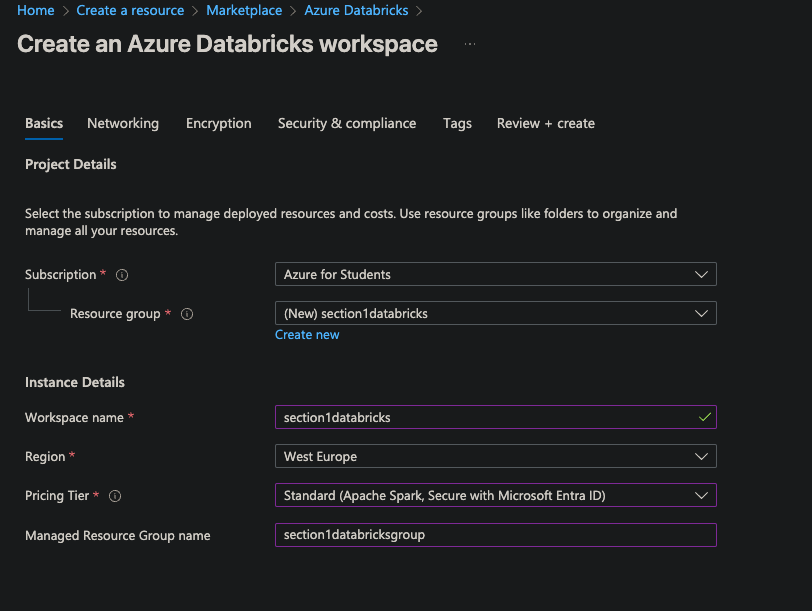 Home > Create a resource > Marketplace > Azure Databricks >
Create an Azure Databricks workspace ...
Basics Networking Encryption Security & compliance Tags Review + create
Project Details
Select the subscription to manage deployed resources and costs. Use resource groups like folders to organize and
manage all your resources.
Subscription * Azure for Students
Resource group * (New) section1databricks
Create new
Instance Details
Workspace name * section1databricks
Region * West Europe
Pricing Tier * Standard (Apache Spark, Secure with Microsoft Entra ID)
Managed Resource Group name section1databricksgroup